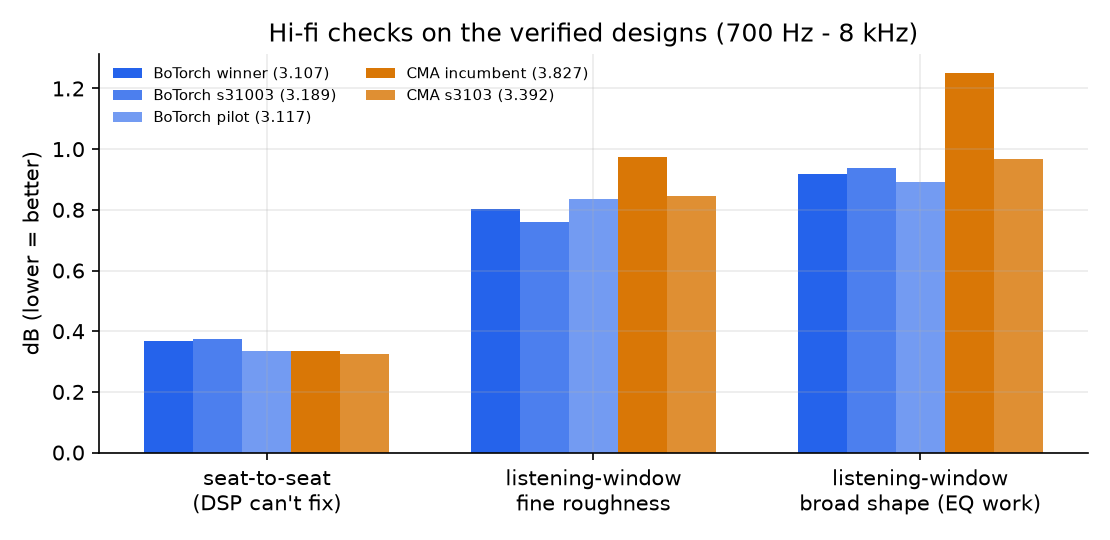 Hi-fi checks on the verified designs (700 Hz - 8 kHz)
BoTorch winner (3.107)
BoTorch s31003 (3.189)
BoTorch pilot (3.117)
CMA incumbent (3.827)
CMA s3103 (3.392)
dB (lower = better)
1.2
1.0
0.8
0.6
0.4
0.2
0.0
seat-to-seat
(DSP can't fix)
listening-window
fine roughness
listening-window
broad shape (EQ work)